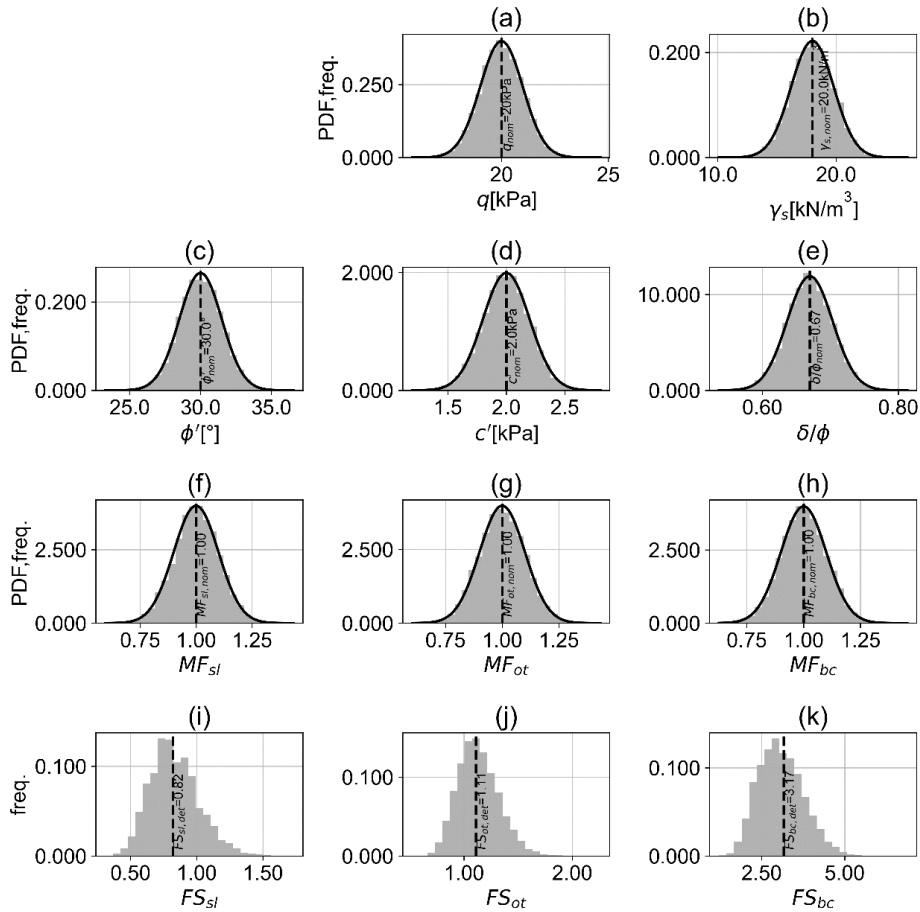 (a)
(b)
PDF,freq.
0.250
0.000
q_nom=20kPa
20
25
q[kPa]
0.200
0.000
γ_s,nom=20.0kN/m³
10.0
20.0
γ_s[kN/m³]
(c)
(d)
(e)
PDF,freq.
0.200
0.000
ϕ_nom=30.0°
25.0
30.0
35.0
ϕ′[°]
2.000
0.000
c′_nom=2.0kPa
1.5
2.0
2.5
c′[kPa]
10.000
0.000
δ/ϕ_nom=0.67
0.60
0.80
δ/ϕ
(f)
(g)
(h)
PDF,freq.
2.500
0.000
MF_sl,nom=1.00
0.75
1.00
1.25
MF_sl
2.500
0.000
MF_ot,nom=1.00
0.75
1.00
1.25
MF_ot
2.500
0.000
MF_bc,nom=1.00
0.75
1.00
1.25
MF_bc
(i)
(j)
(k)
freq.
0.100
0.000
FS_sl,det=0.82
0.50
1.00
1.50
FS_sl
0.100
0.000
FS_ot,det=1.11
1.00
2.00
FS_ot
0.100
0.000
FS_bc,det=3.17
2.50
5.00
FS_bc